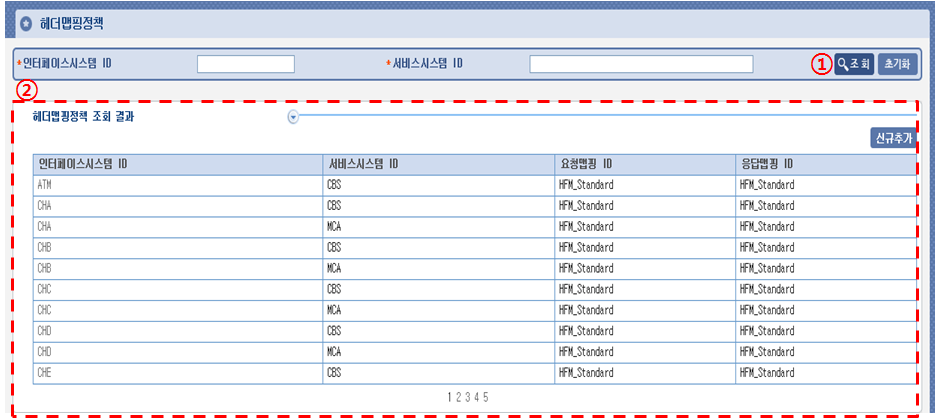 헤더맵핑정책
*인터페이스시스템 ID *서비스시스템 ID ① 조회 초기화
②
헤더맵핑정책 조회 결과
신규추가
인터페이스시스템 ID 서비스시스템 ID 요청맵핑 ID 응답맵핑 ID
ATM CBS HFM_Standard HFM_Standard
CHA CBS HFM_Standard HFM_Standard
CHA MCA HFM_Standard HFM_Standard
CHB CBS HFM_Standard HFM_Standard
CHB MCA HFM_Standard HFM_Standard
CHC CBS HFM_Standard HFM_Standard
CHC MCA HFM_Standard HFM_Standard
CHD CBS HFM_Standard HFM_Standard
CHD MCA HFM_Standard HFM_Standard
CHE CBS HFM_Standard HFM_Standard
1 2 3 4 5